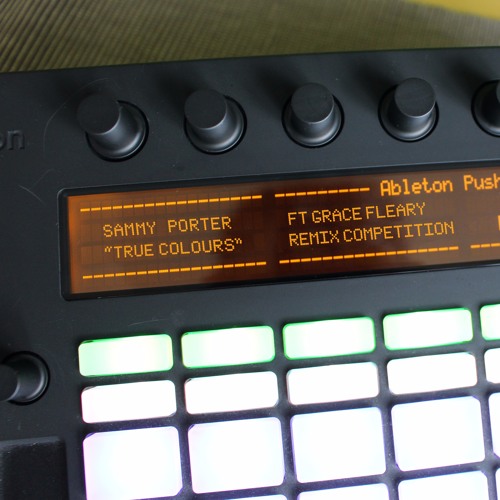 Ableton Push
SAMMY PORTER
"TRUE COLOURS"
FT GRACE FLEARY
REMIX COMPETITION